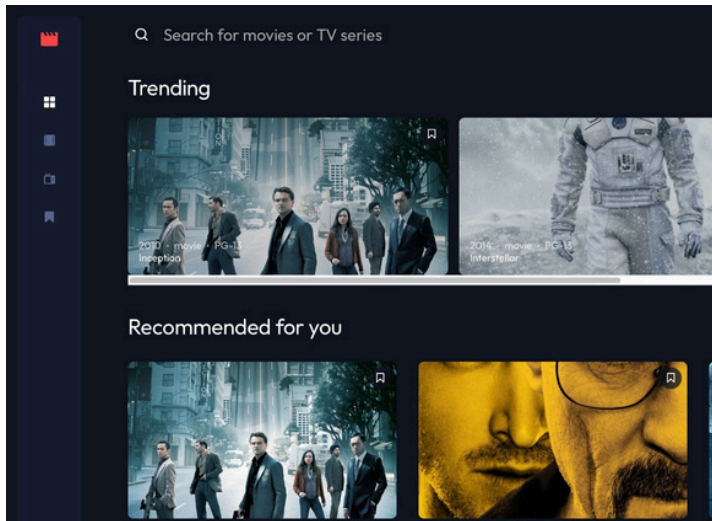 Search for movies or TV series
Trending
2010 • movie • PG-13
Inception
2014 • movie • PG-13
Interstellar
Recommended for you